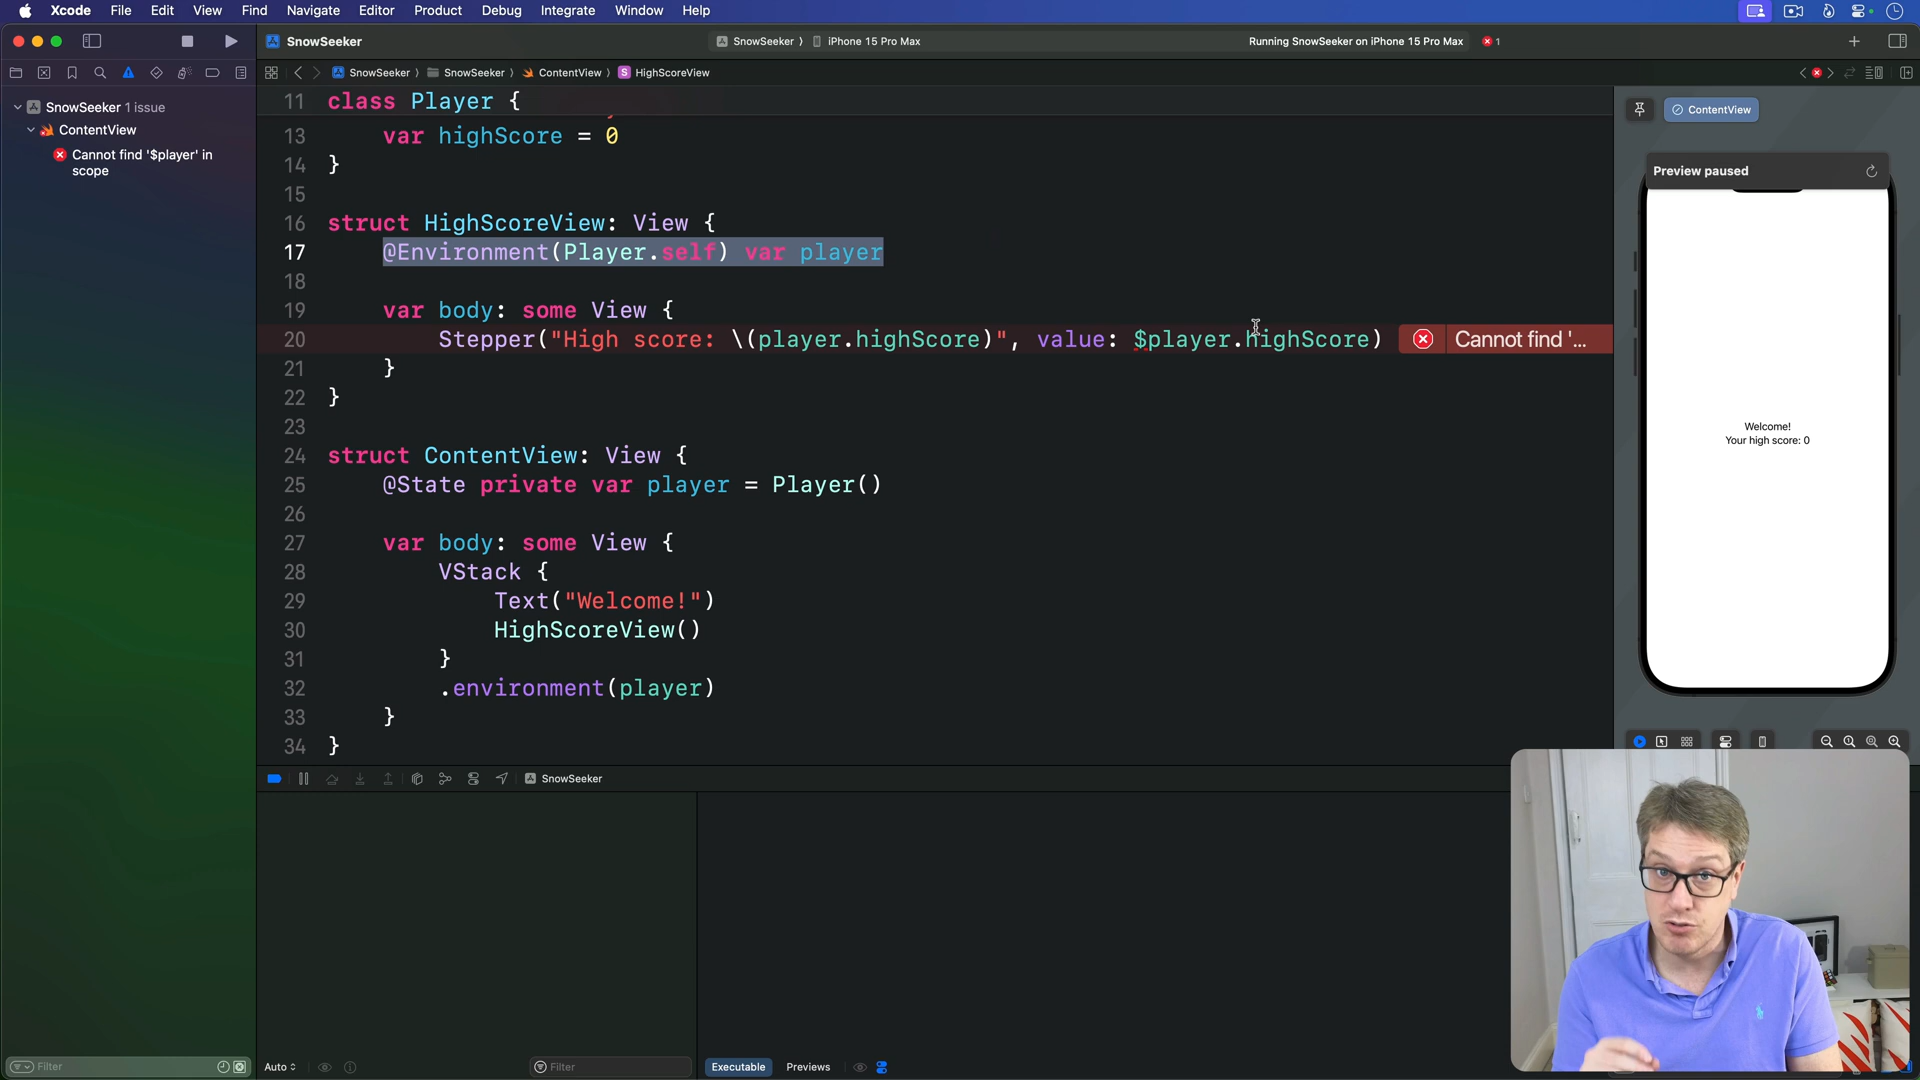 Xcode File Edit View Find Navigate Editor Product Debug Integrate Window Help
SnowSeeker
SnowSeeker iPhone 15 Pro Max
Running SnowSeeker on iPhone 15 Pro Max 1
SnowSeeker SnowSeeker ContentView S HighScoreView
SnowSeeker 1 issue
ContentView
Cannot find '$player' in
scope
11 class Player {
13 var highScore = 0
14 }
15
16 struct HighScoreView: View {
17 @Environment(Player.self) var player
18
19 var body: some View {
20 Stepper("High score: \(player.highScore)", value: $player.highScore) Cannot find '...
21 }
22 }
23
24 struct ContentView: View {
25 @State private var player = Player()
26
27 var body: some View {
28 VStack {
29 Text("Welcome!")
30 HighScoreView()
31 }
32 .environment(player)
33 }
34 }
ContentView
Preview paused
Welcome!
Your high score: 0
SnowSeeker
Filter
Auto
Filter
Executable Previews